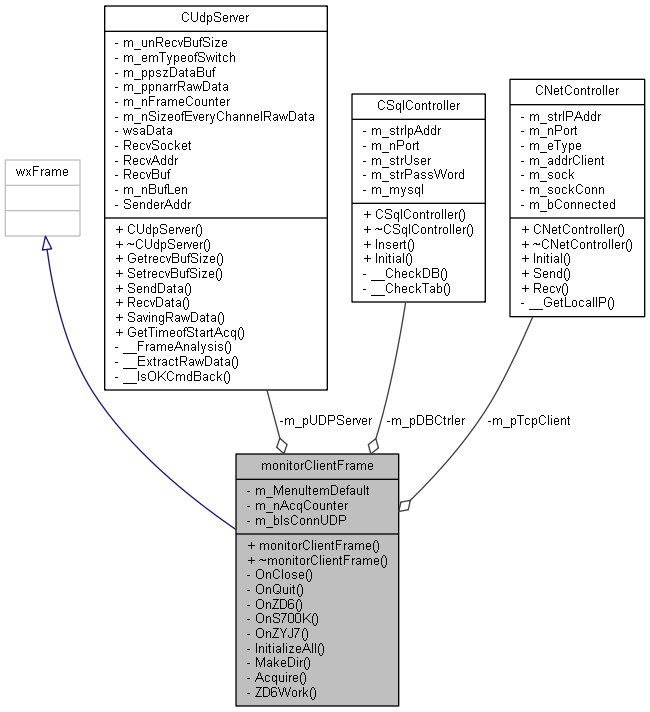 CUdpServer
- m_unRecvBufSize
- m_emTypeofSwitch
- m_ppszDataBuf
- m_ppnarrRawData
- m_nFrameCounter
- m_nSizeofEveryChannelRawData
- wsaData
- RecvSocket
- RecvAddr
- RecvBuf
- m_nBufLen
- SenderAddr
+ CUdpServer()
+ ~CUdpServer()
+ GetrecvBufSize()
+ SetrecvBufSize()
+ SendData()
+ RecvData()
+ SavingRawData()
+ GetTimeofStartAcq()
- __FrameAnalysis()
- __ExtractRawData()
- __IsOKCmdBack()
CSqlController
- m_strIpAddr
- m_nPort
- m_strUser
- m_strPassWord
- m_mysql
+ CSqlController()
+ ~CSqlController()
+ Insert()
+ Initial()
- __CheckDB()
- __CheckTab()
CNetController
- m_strIPAddr
- m_nPort
- m_eType
- m_addrClient
- m_sock
- m_sockConn
- m_bConnected
+ CNetController()
+ ~CNetController()
+ Initial()
+ Send()
+ Recv()
- __GetLocalIP()
wxFrame
-m_pUDPServer
-m_pDBCtrler
-m_pTcpClient
monitorClientFrame
- m_MenuItemDefault
- m_nAcqCounter
- m_bIsConnUDP
+ monitorClientFrame()
+ ~monitorClientFrame()
- OnClose()
- OnQuit()
- OnZD6()
- OnS700K()
- OnZYJ7()
- InitializeAll()
- MakeDir()
- Acquire()
- ZD6Work()